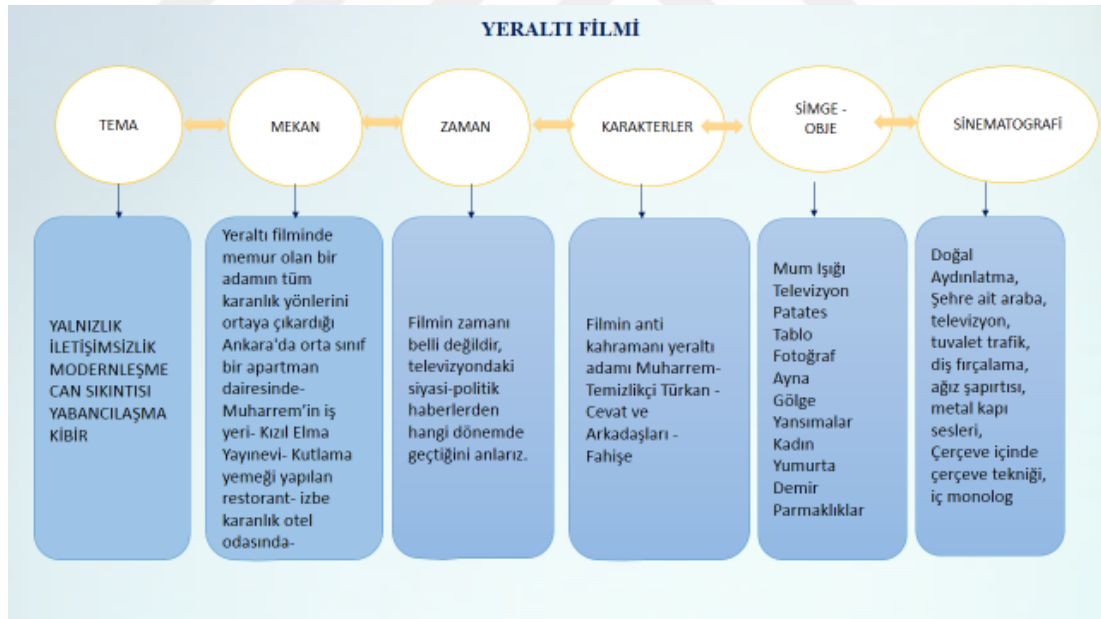 YERALTI FİLMİ
TEMA
MEKAN
ZAMAN
KARAKTERLER
SİMGE -
OBJE
SİNEMATOGRAFİ
YALNIZLIK
İLETİŞİMSİZLİK
MODERNLEŞME
CAN SIKINTISI
YABANCILAŞMA
KİBİR
Yeraltı filminde
memur olan bir
adamın tüm
karanlık yönlerini
ortaya çıkardığı
Ankara'da orta sınıf
bir apartman
dairesinde-
Muharrem'in iş
yeri- Kızıl Elma
Yayınevi- Kutlama
yemeği yapılan
restorant- izbe
karanlık otel
odasında-
Filmin zamanı
belli değildir,
televizyondaki
siyasi-politik
haberlerden
hangi dönemde
geçtiğini anlarız.
Filmin anti
kahramanı yeraltı
adamı Muharrem-
Temizlikçi Türkan -
Cevat ve
Arkadaşları -
Fahişe
Mum Işığı
Televizyon
Patates
Tablo
Fotoğraf
Ayna
Gölge
Yansımalar
Kadın
Yumurta
Demir
Parmaklıklar
Doğal
Aydınlatma,
Şehre ait araba,
televizyon,
tuvalet trafik,
diş fırçalama,
ağız şapırtısı,
metal kapı
sesleri,
Çerçeve içinde
çerçeve tekniği,
iç monolog